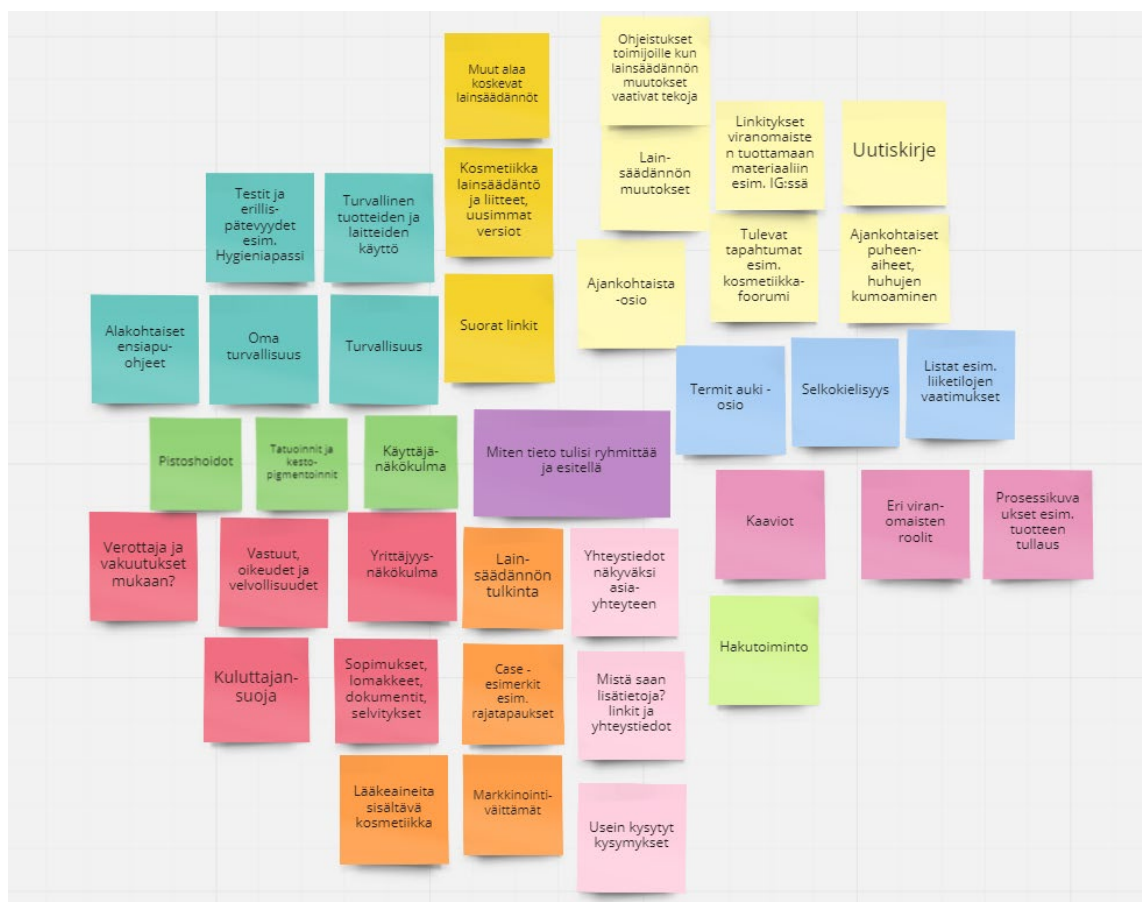 Muut alaa
koskevat
lainsäädännöt
Ohjeistukset
toimijoille kun
lainsäädännön
muutokset
vaativat tekoja
Linkitykset
viranomaiste
n tuottamaan
materiaaliin
esim. IG:ssä
Uutiskirje
Lain-
säädännön
muutokset
Kosmetiikka
lainsäädäntö
ja liitteet,
uusimmat
versiot
Testit ja
erillis-
pätevyydet
esim.
Hygieniapassi
Turvallinen
tuotteiden ja
laitteiden
käyttö
Ajankohtaista
-osio
Tulevat
tapahtumat
esim.
kosmetiikka-
foorumi
Ajankohtaiset
puheen-
aiheet,
huhujen
kumoaminen
Alakohtaiset
ensiapu-
ohjeet
Oma
turvallisuus
Turvallisuus
Suorat linkit
Termit auki -
osio
Selkokielisyys
Listat esim.
liiketilojen
vaatimukset
Pistoshoidot
Tatuoinnit ja
kesto-
pigmentoinnit
Käyttäjä-
näkökulma
Miten tieto tulisi ryhmittää
ja esitellä
Kaaviot
Eri viran-
omaisten
roolit
Prosessikuva
ukset esim.
tuotteen
tullaus
Verottaja ja
vakuutukset
mukaan?
Vastuut,
oikeudet ja
velvollisuudet
Yrittäjyys-
näkökulma
Lain-
säädännön
tulkinta
Yhteystiedot
näkyväksi
asia-
yhteyteen
Hakutoiminto
Kuluttajan-
suoja
Sopimukset,
lomakkeet,
dokumentit,
selvitykset
Case -
esimerkit
esim.
rajatapaukset
Mistä saan
lisätietoja?
linkit ja
yhteystiedot
Lääkeaineita
sisältävä
kosmetiikka
Markkinointi-
väittämät
Usein kysytyt
kysymykset